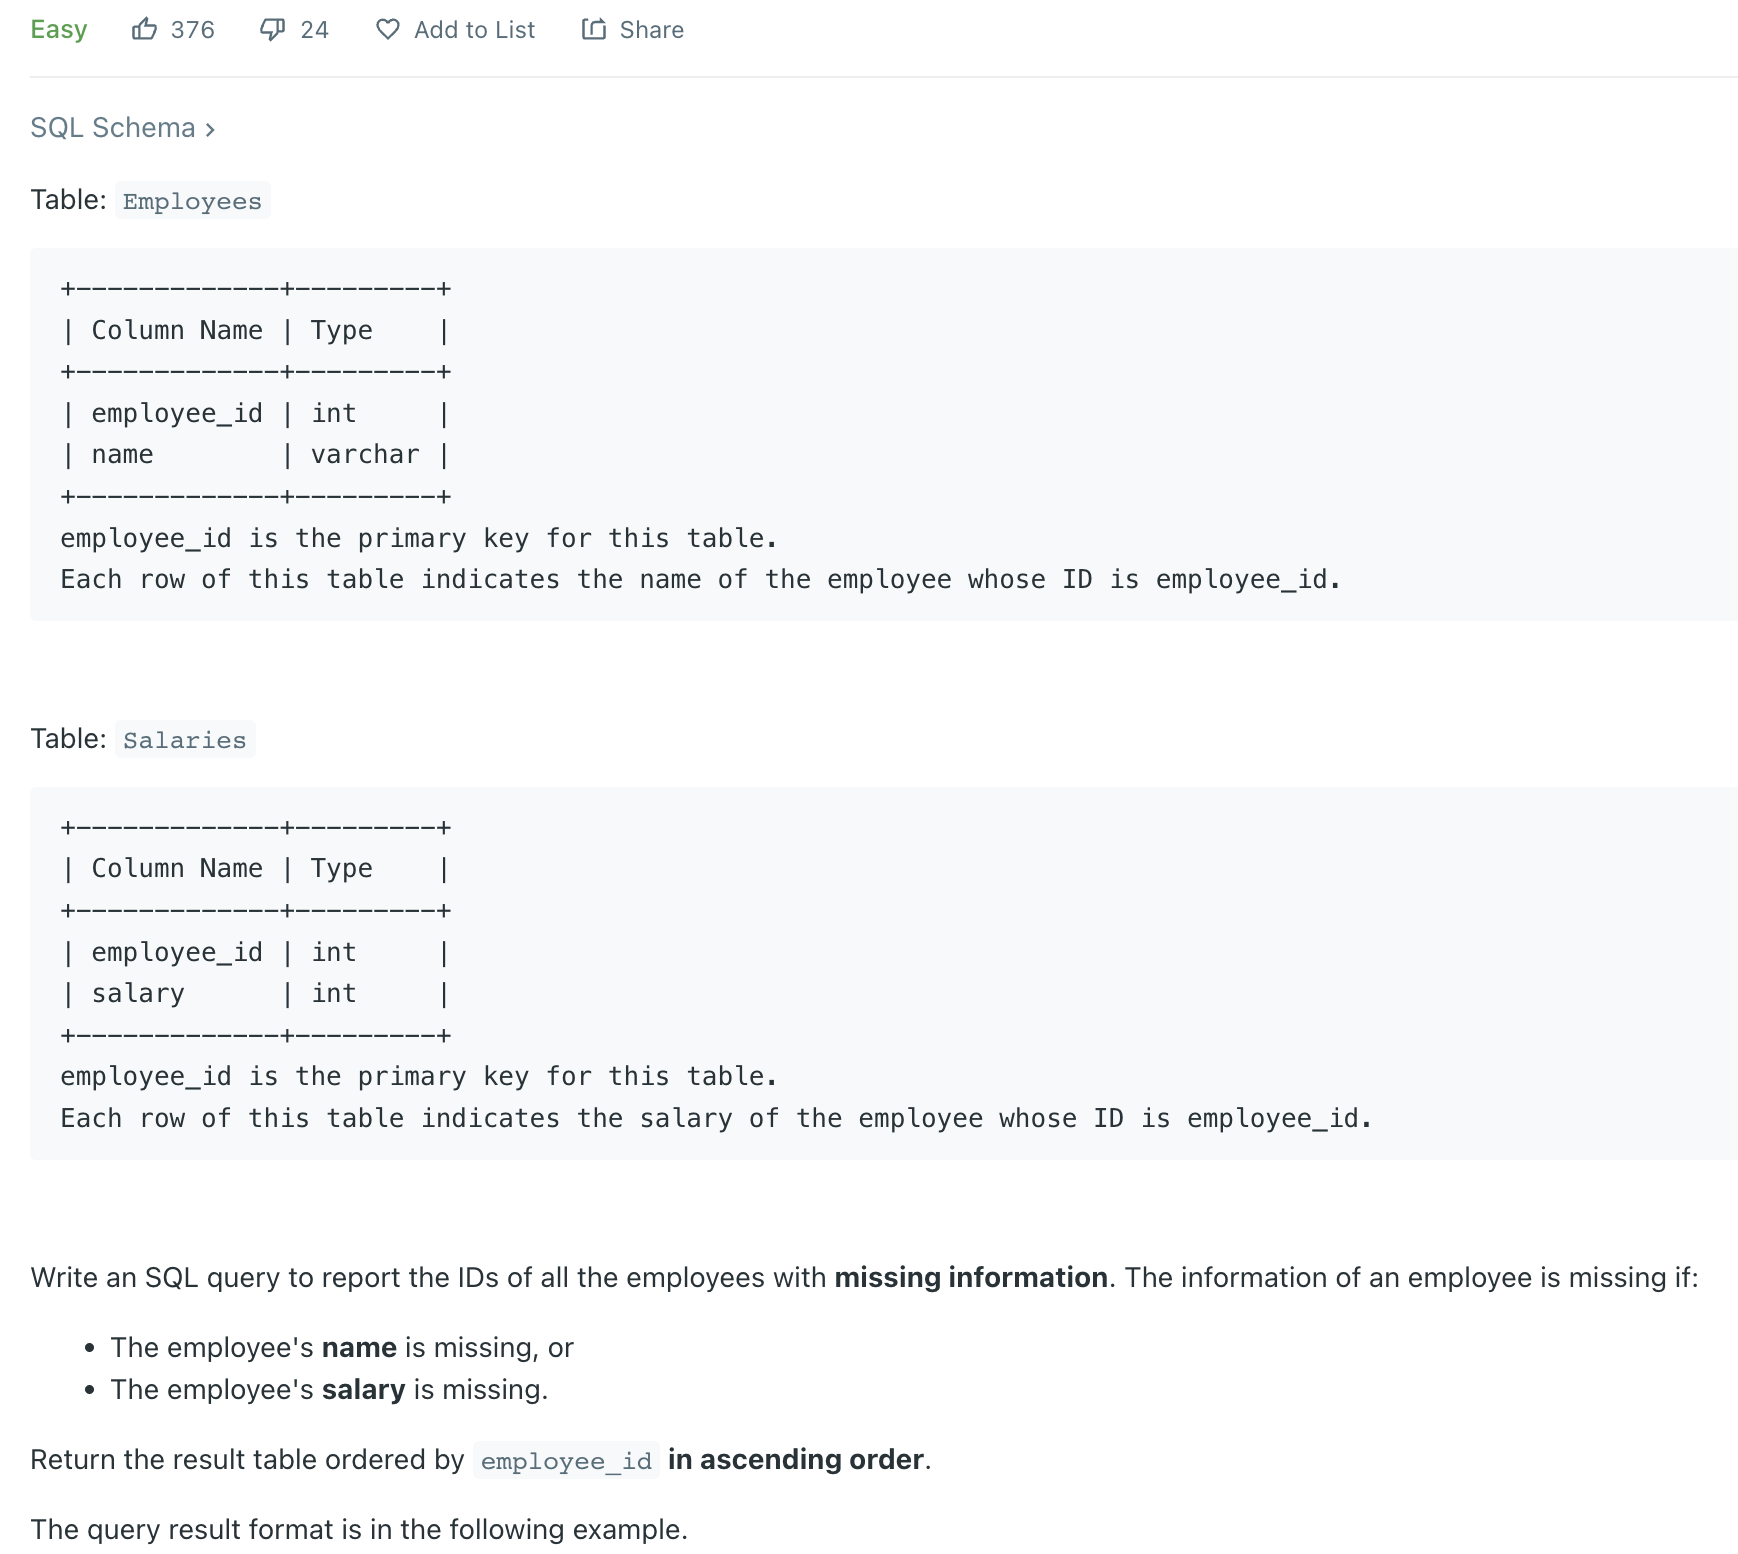 Easy 376 24 Add to List Share
SQL Schema >
Table: Employees
+-------------+---------+
| Column Name | Type    |
+-------------+---------+
| employee_id | int     |
| name        | varchar |
+-------------+---------+
employee_id is the primary key for this table.
Each row of this table indicates the name of the employee whose ID is employee_id.
Table: Salaries
+-------------+---------+
| Column Name | Type    |
+-------------+---------+
| employee_id | int     |
| salary      | int     |
+-------------+---------+
employee_id is the primary key for this table.
Each row of this table indicates the salary of the employee whose ID is employee_id.
Write an SQL query to report the IDs of all the employees with missing information. The information of an employee is missing if:
• The employee's name is missing, or
• The employee's salary is missing.
Return the result table ordered by employee_id in ascending order.
The query result format is in the following example.